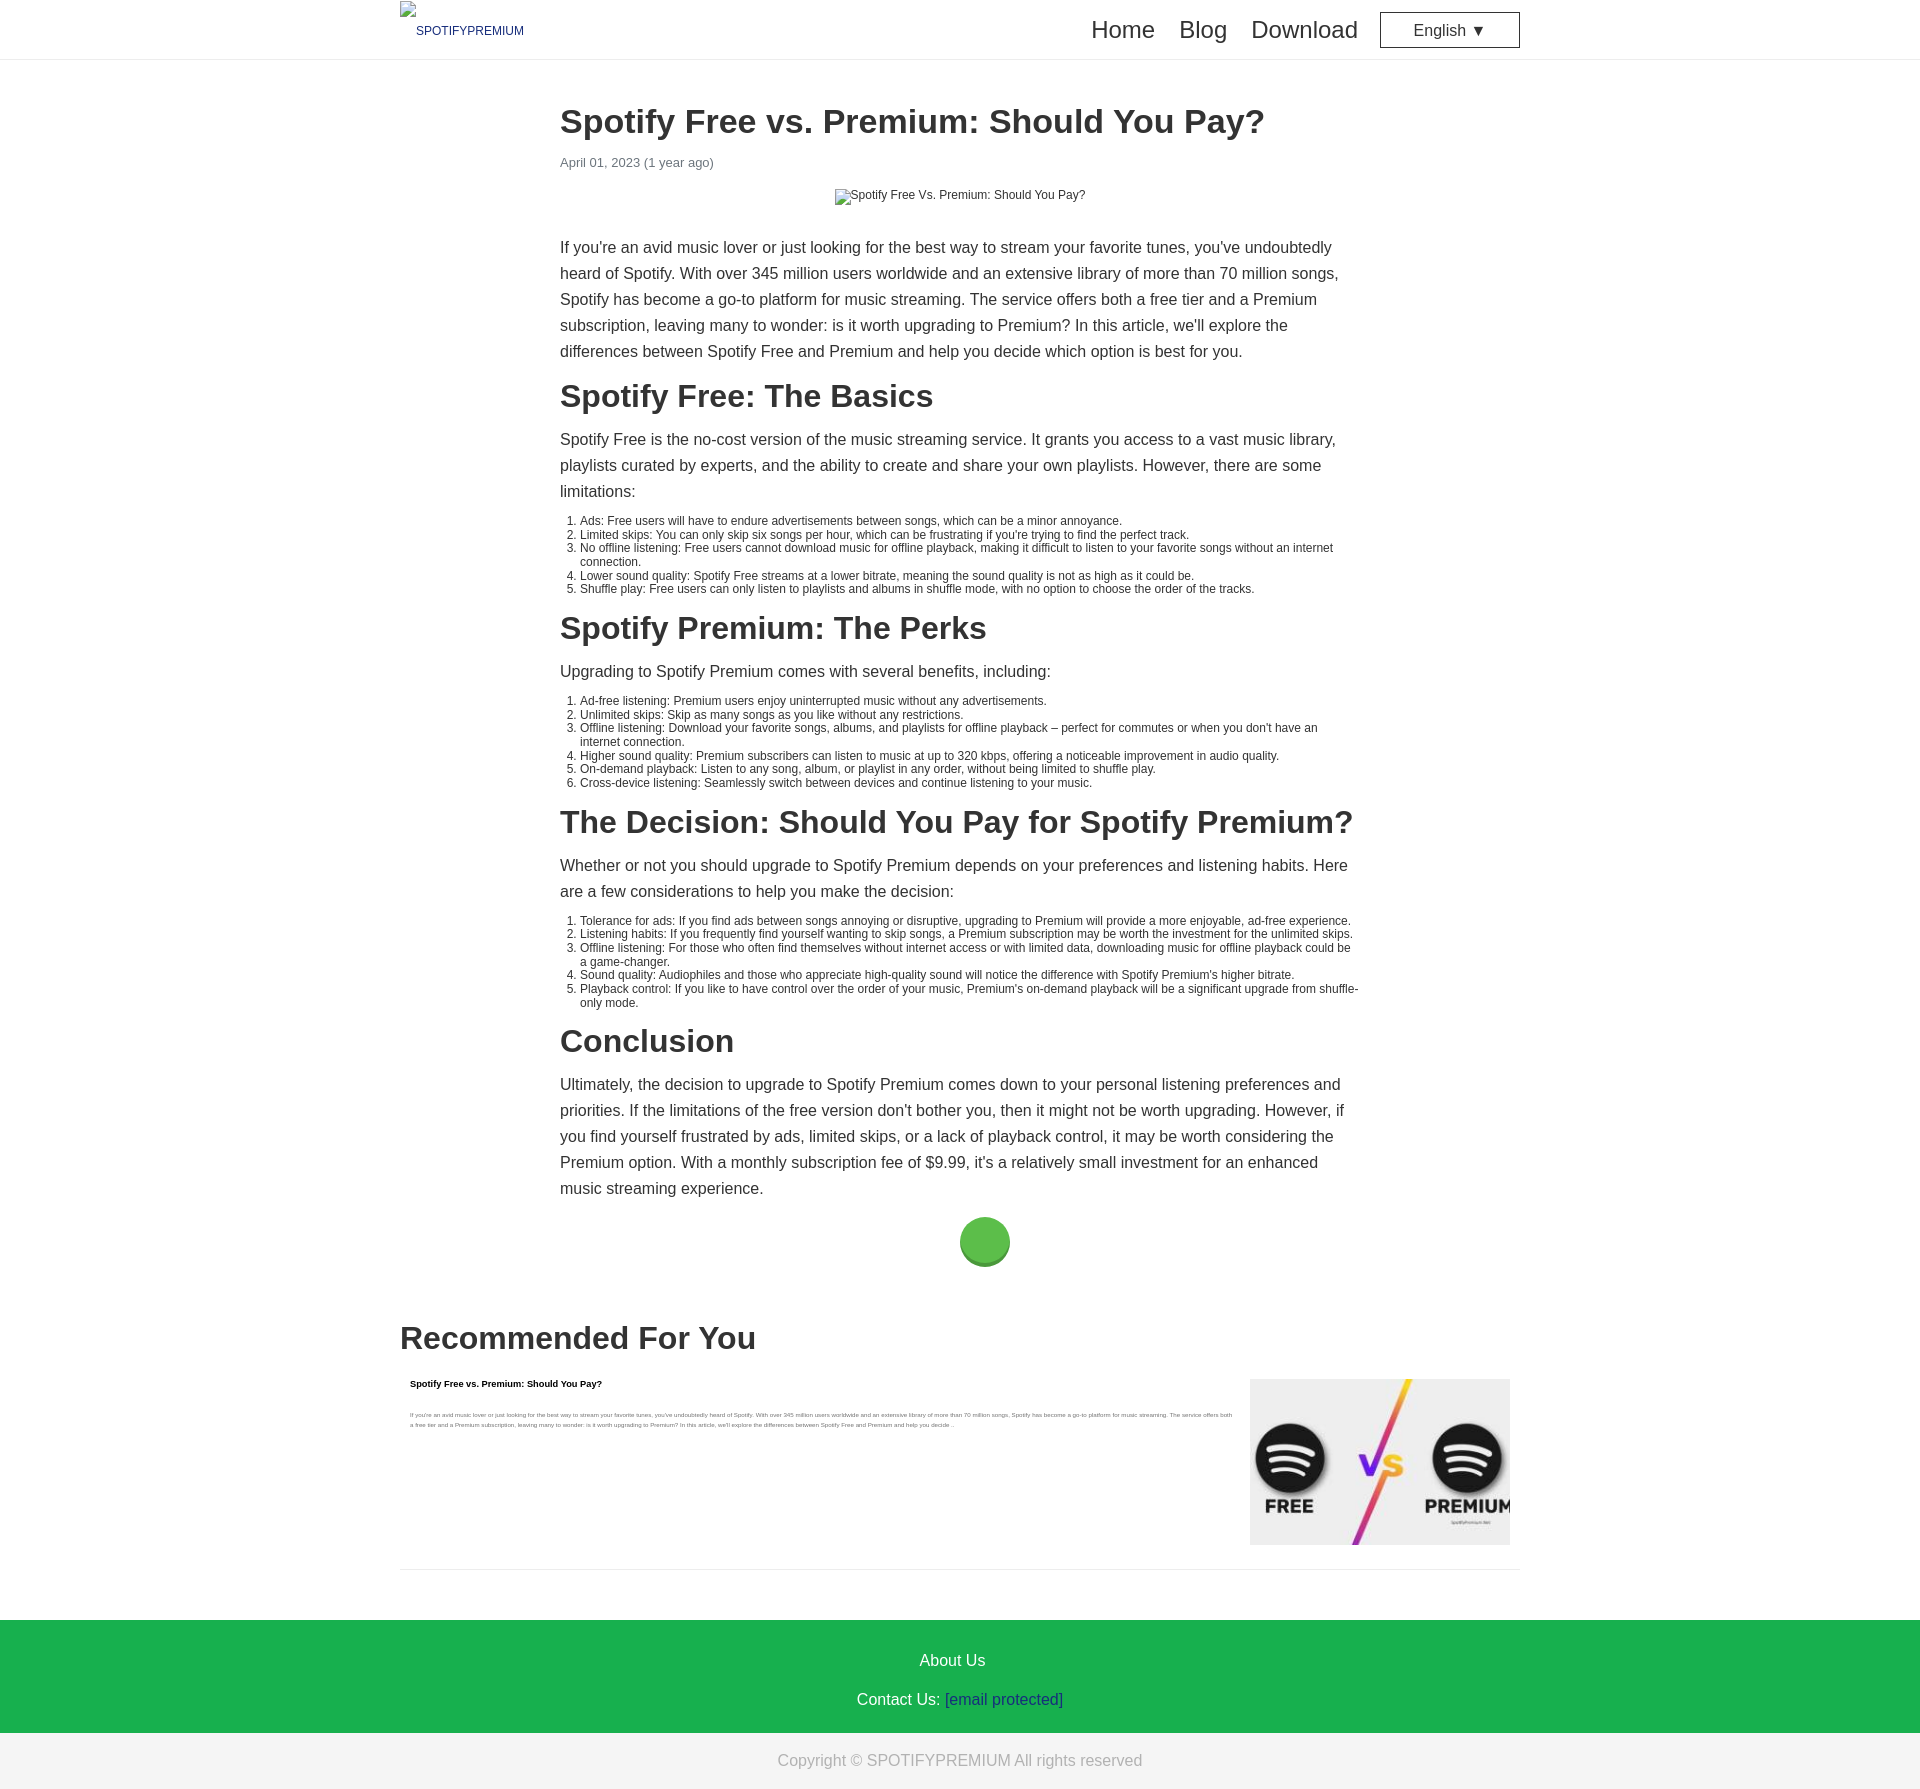 SPOTIFYPREMIUM
Home Blog Download English ▼
Spotify Free vs. Premium: Should You Pay?
April 01, 2023 (1 year ago)
Spotify Free Vs. Premium: Should You Pay?
If you're an avid music lover or just looking for the best way to stream your favorite tunes, you've undoubtedly
heard of Spotify. With over 345 million users worldwide and an extensive library of more than 70 million songs,
Spotify has become a go-to platform for music streaming. The service offers both a free tier and a Premium
subscription, leaving many to wonder: is it worth upgrading to Premium? In this article, we'll explore the
differences between Spotify Free and Premium and help you decide which option is best for you.
Spotify Free: The Basics
Spotify Free is the no-cost version of the music streaming service. It grants you access to a vast music library,
playlists curated by experts, and the ability to create and share your own playlists. However, there are some
limitations:
1. Ads: Free users will have to endure advertisements between songs, which can be a minor annoyance.
2. Limited skips: You can only skip six songs per hour, which can be frustrating if you're trying to find the perfect track.
3. No offline listening: Free users cannot download music for offline playback, making it difficult to listen to your favorite songs without an internet
connection.
4. Lower sound quality: Spotify Free streams at a lower bitrate, meaning the sound quality is not as high as it could be.
5. Shuffle play: Free users can only listen to playlists and albums in shuffle mode, with no option to choose the order of the tracks.
Spotify Premium: The Perks
Upgrading to Spotify Premium comes with several benefits, including:
1. Ad-free listening: Premium users enjoy uninterrupted music without any advertisements.
2. Unlimited skips: Skip as many songs as you like without any restrictions.
3. Offline listening: Download your favorite songs, albums, and playlists for offline playback – perfect for commutes or when you don't have an
internet connection.
4. Higher sound quality: Premium subscribers can listen to music at up to 320 kbps, offering a noticeable improvement in audio quality.
5. On-demand playback: Listen to any song, album, or playlist in any order, without being limited to shuffle play.
6. Cross-device listening: Seamlessly switch between devices and continue listening to your music.
The Decision: Should You Pay for Spotify Premium?
Whether or not you should upgrade to Spotify Premium depends on your preferences and listening habits. Here
are a few considerations to help you make the decision:
1. Tolerance for ads: If you find ads between songs annoying or disruptive, upgrading to Premium will provide a more enjoyable, ad-free experience.
2. Listening habits: If you frequently find yourself wanting to skip songs, a Premium subscription may be worth the investment for the unlimited skips.
3. Offline listening: For those who often find themselves without internet access or with limited data, downloading music for offline playback could be
a game-changer.
4. Sound quality: Audiophiles and those who appreciate high-quality sound will notice the difference with Spotify Premium's higher bitrate.
5. Playback control: If you like to have control over the order of your music, Premium's on-demand playback will be a significant upgrade from shuffle-
only mode.
Conclusion
Ultimately, the decision to upgrade to Spotify Premium comes down to your personal listening preferences and
priorities. If the limitations of the free version don't bother you, then it might not be worth upgrading. However, if
you find yourself frustrated by ads, limited skips, or a lack of playback control, it may be worth considering the
Premium option. With a monthly subscription fee of $9.99, it's a relatively small investment for an enhanced
music streaming experience.
Recommended For You
Spotify Free vs. Premium: Should You Pay?
If you're an avid music lover or just looking for the best way to stream your favorite tunes, you've undoubtedly heard of Spotify. With over 345 million users worldwide and an extensive library of more than 70 million songs, Spotify has become a go-to platform for music streaming. The service offers both
a free tier and a Premium subscription, leaving many to wonder: is it worth upgrading to Premium? In this article, we'll explore the differences between Spotify Free and Premium and help you decide...
VS
FREE PREMIUM
SpotifyPremium.Net
About Us
Contact Us: [email protected]
Copyright © SPOTIFYPREMIUM All rights reserved